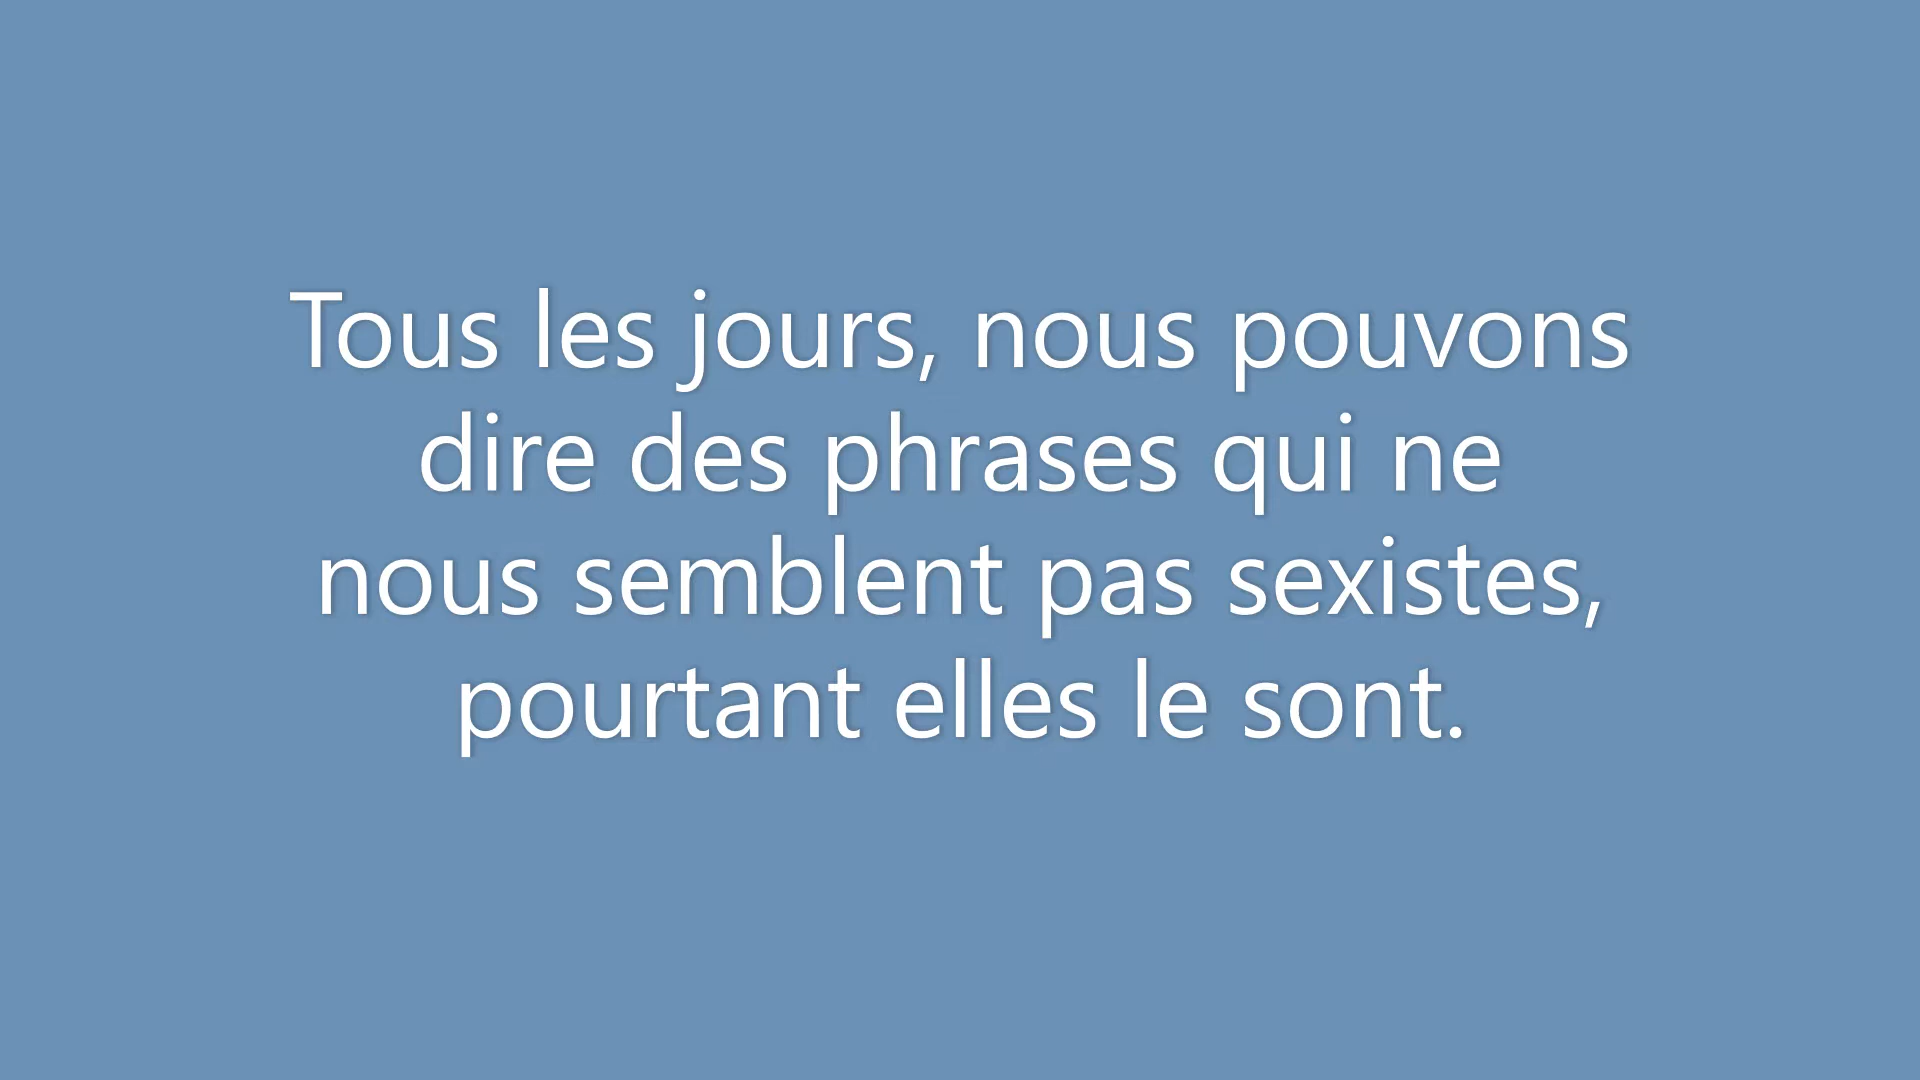 Tous les jours, nous pouvons
dire des phrases qui ne
nous semblent pas sexistes,
pourtant elles le sont.